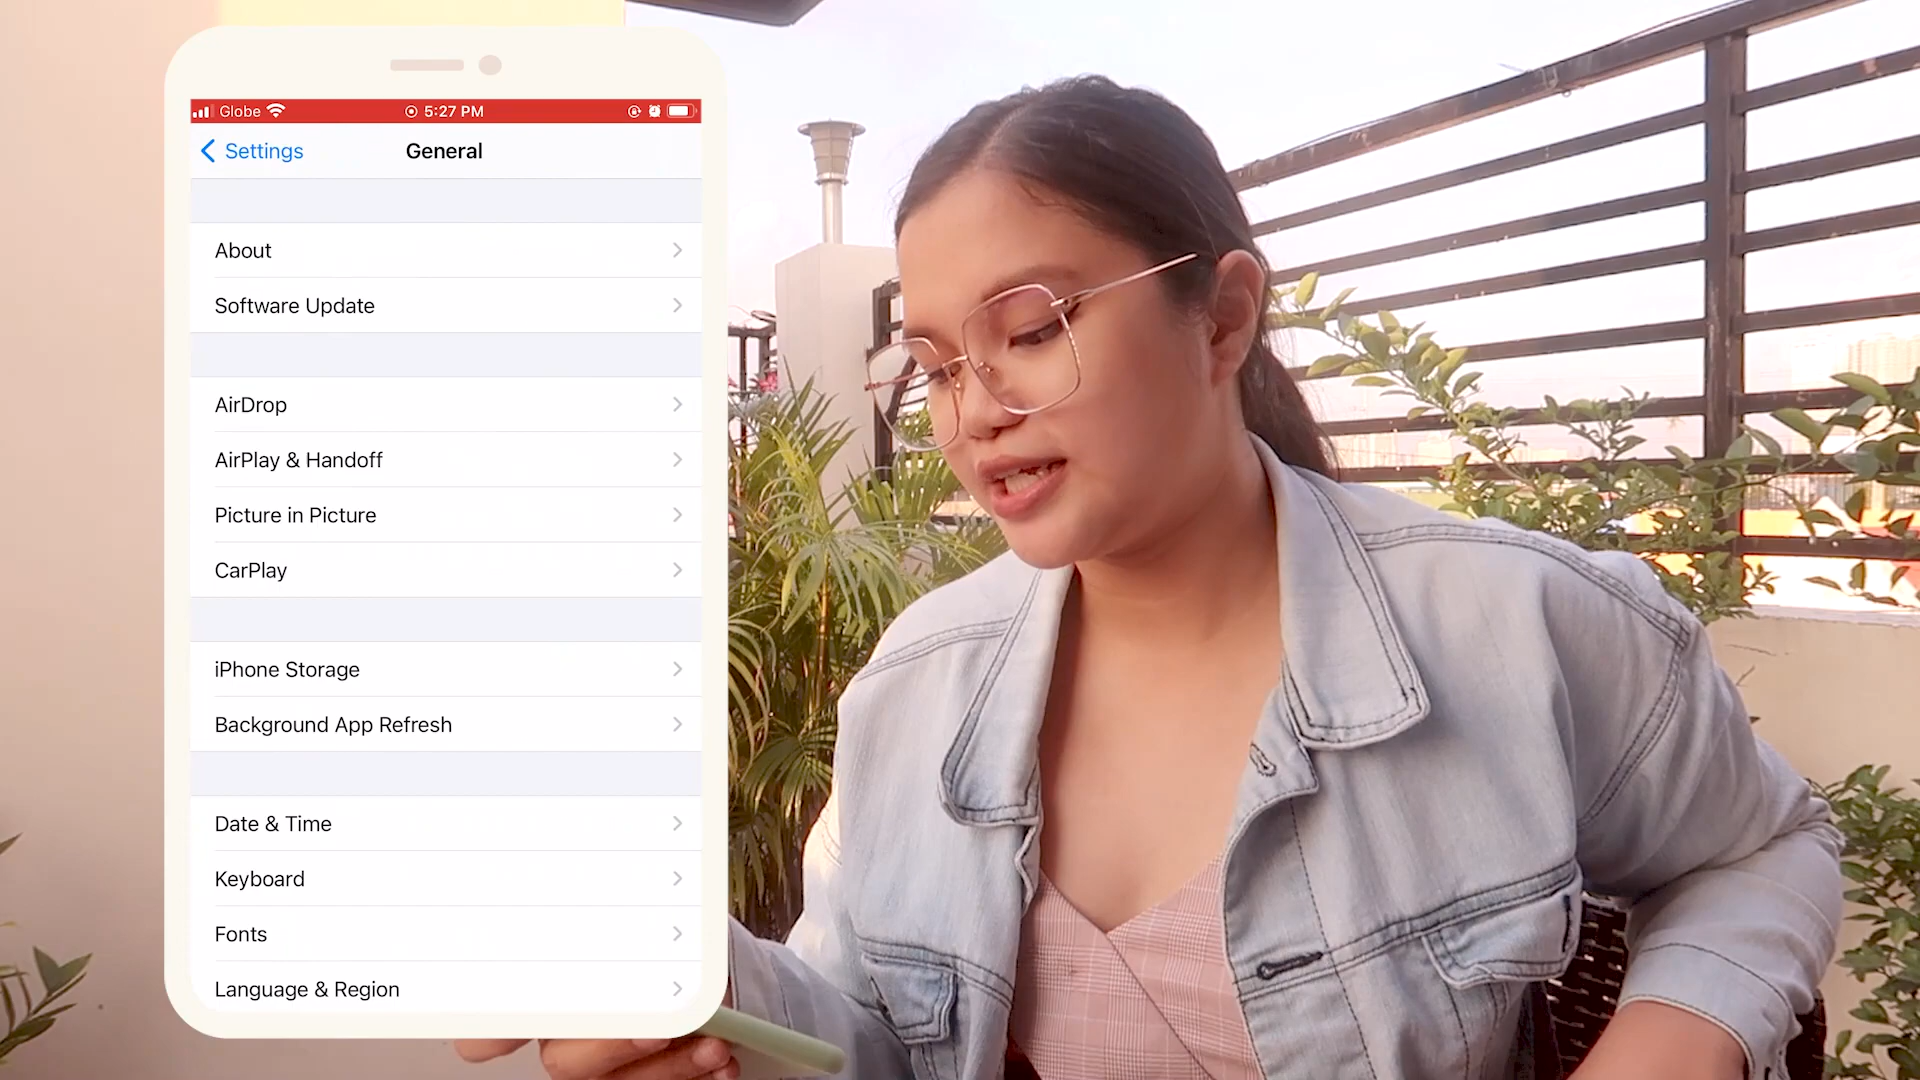 Globe 5:27 PM
Settings General
About
Software Update
AirDrop
AirPlay & Handoff
Picture in Picture
CarPlay
iPhone Storage
Background App Refresh
Date & Time
Keyboard
Fonts
Language & Region